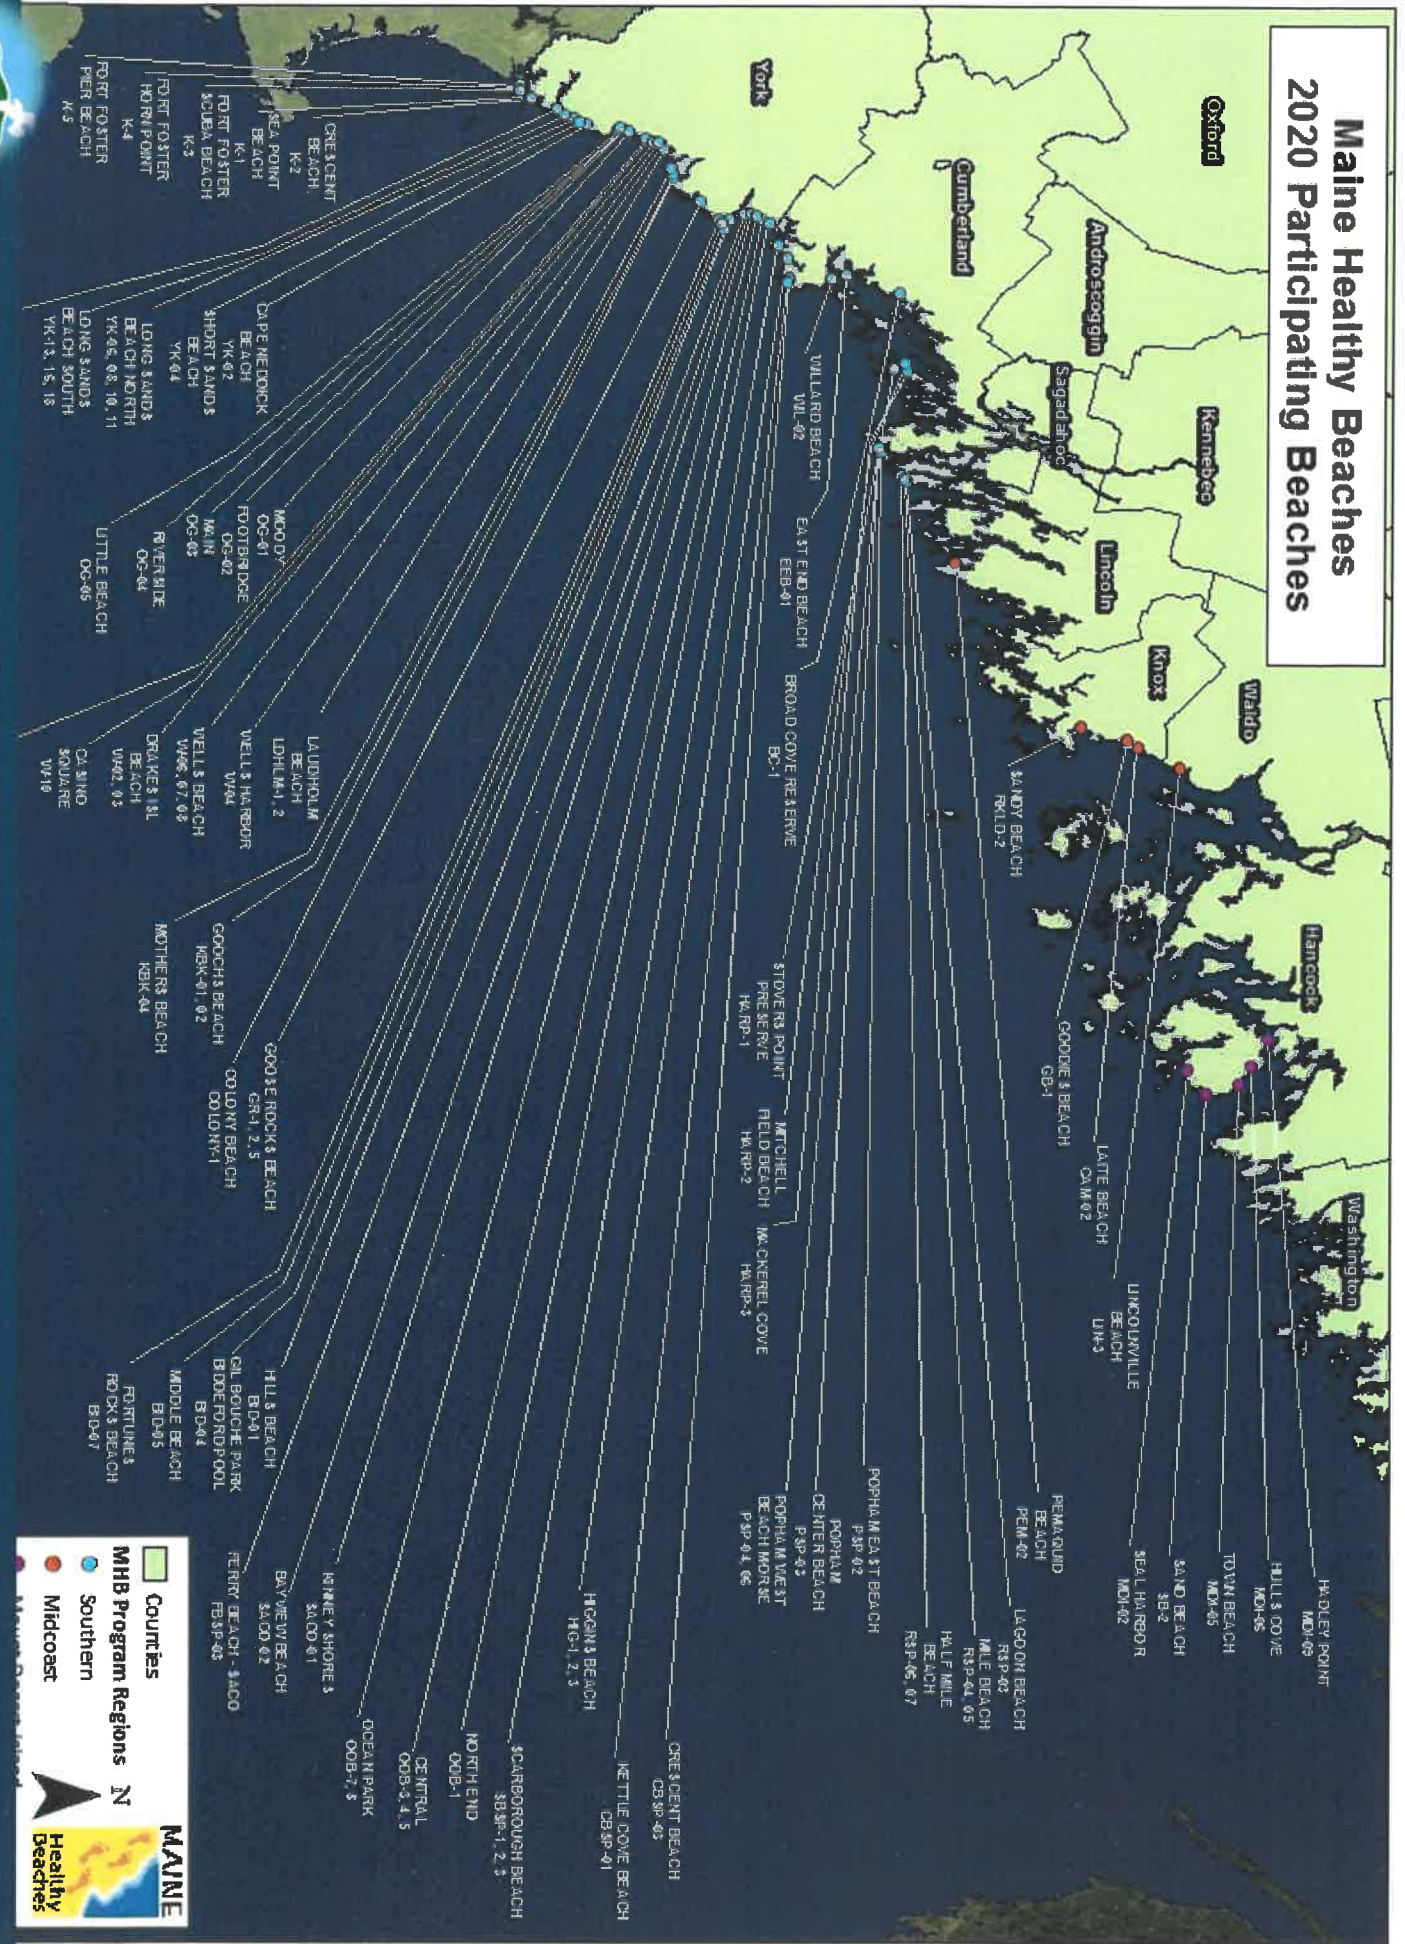 Maine Healthy Beaches
2020 Participating Beaches
Oxford
Androscoggin
Kennebec
Waldo
Hancock
Washington
York
Cumberland
Sagadahoc
Lincoln
Knox
HADLEY POINT
MDI-09
HULLS COVE
MDI-06
TOWN BEACH
MDI-05
SAND BEACH
SB-2
SEAL HARBOR
MDI-02
LINCOLNVILLE
BEACH
LIN-3
LAITE BEACH
CAM-02
GOODIES BEACH
GB-1
SANDY BEACH
RKLD-2
PEMAQUID
BEACH
PEM-02
LAGOON BEACH
RSP-03
MILE BEACH
RSP-04, 05
HALF MILE
BEACH
RSP-06, 07
POPHAM EAST BEACH
PSP-02
POPHAM
CENTER BEACH
PSP-03
POPHAM WEST
BEACH MORSE
PSP-04, 06
MACKEREL COVE
HARP-3
MITCHELL
FIELD BEACH
HARP-2
STOVERS POINT
PRESERVE
HARP-1
BROAD COVE RESERVE
BC-1
EAST END BEACH
EEB-01
WILLARD BEACH
WL-02
CRESCENT BEACH
CBSP-03
KETTLE COVE BEACH
CBSP-01
HIGGINS BEACH
HIG-1, 2, 3
SCARBOROUGH BEACH
SBSP-1, 2, 3
NORTH END
OOB-1
CENTRAL
OOB-3, 4, 5
OCEAN PARK
OOB-7, 8
KINNEY SHORES
SACO-01
BAYVIEW BEACH
SACO-02
FERRY BEACH - SACO
FBSP-03
HILLS BEACH
BID-01
GIL BOUCHE PARK
BIDDEFORD POOL
BID-04
MIDDLE BEACH
BID-05
FORTUNES
ROCKS BEACH
BID-07
GOOSE ROCKS BEACH
GR-1, 2, 5
COLONY BEACH
COLONY-1
GOOCHS BEACH
KBK-01, 02
MOTHERS BEACH
KBK-04
LAUDHOLM
BEACH
LDHLM-1, 2
WELLS HARBOR
W-04
WELLS BEACH
W-06, 07, 08
DRAKES ISL
BEACH
W-02, 03
CASINO
SQUARE
W-10
MOODY
OG-01
FOOTBRIDGE
OG-02
MAIN
OG-03
RIVERSIDE
OG-04
LITTLE BEACH
OG-05
CAPE NEDDICK
BEACH
YK-02
SHORT SANDS
BEACH
YK-04
LONG SANDS
BEACH NORTH
YK-06, 08, 10, 11
LONG SANDS
BEACH SOUTH
YK-13, 15, 18
CRESCENT
BEACH
K-2
SEA POINT
BEACH
K-1
FORT FOSTER
SCUBA BEACH
K-3
FORT FOSTER
HORN POINT
K-4
FORT FOSTER
PIER BEACH
K-5
Counties
MHB Program Regions
Southern
Midcoast
N
MAINE
Healthy
Beaches